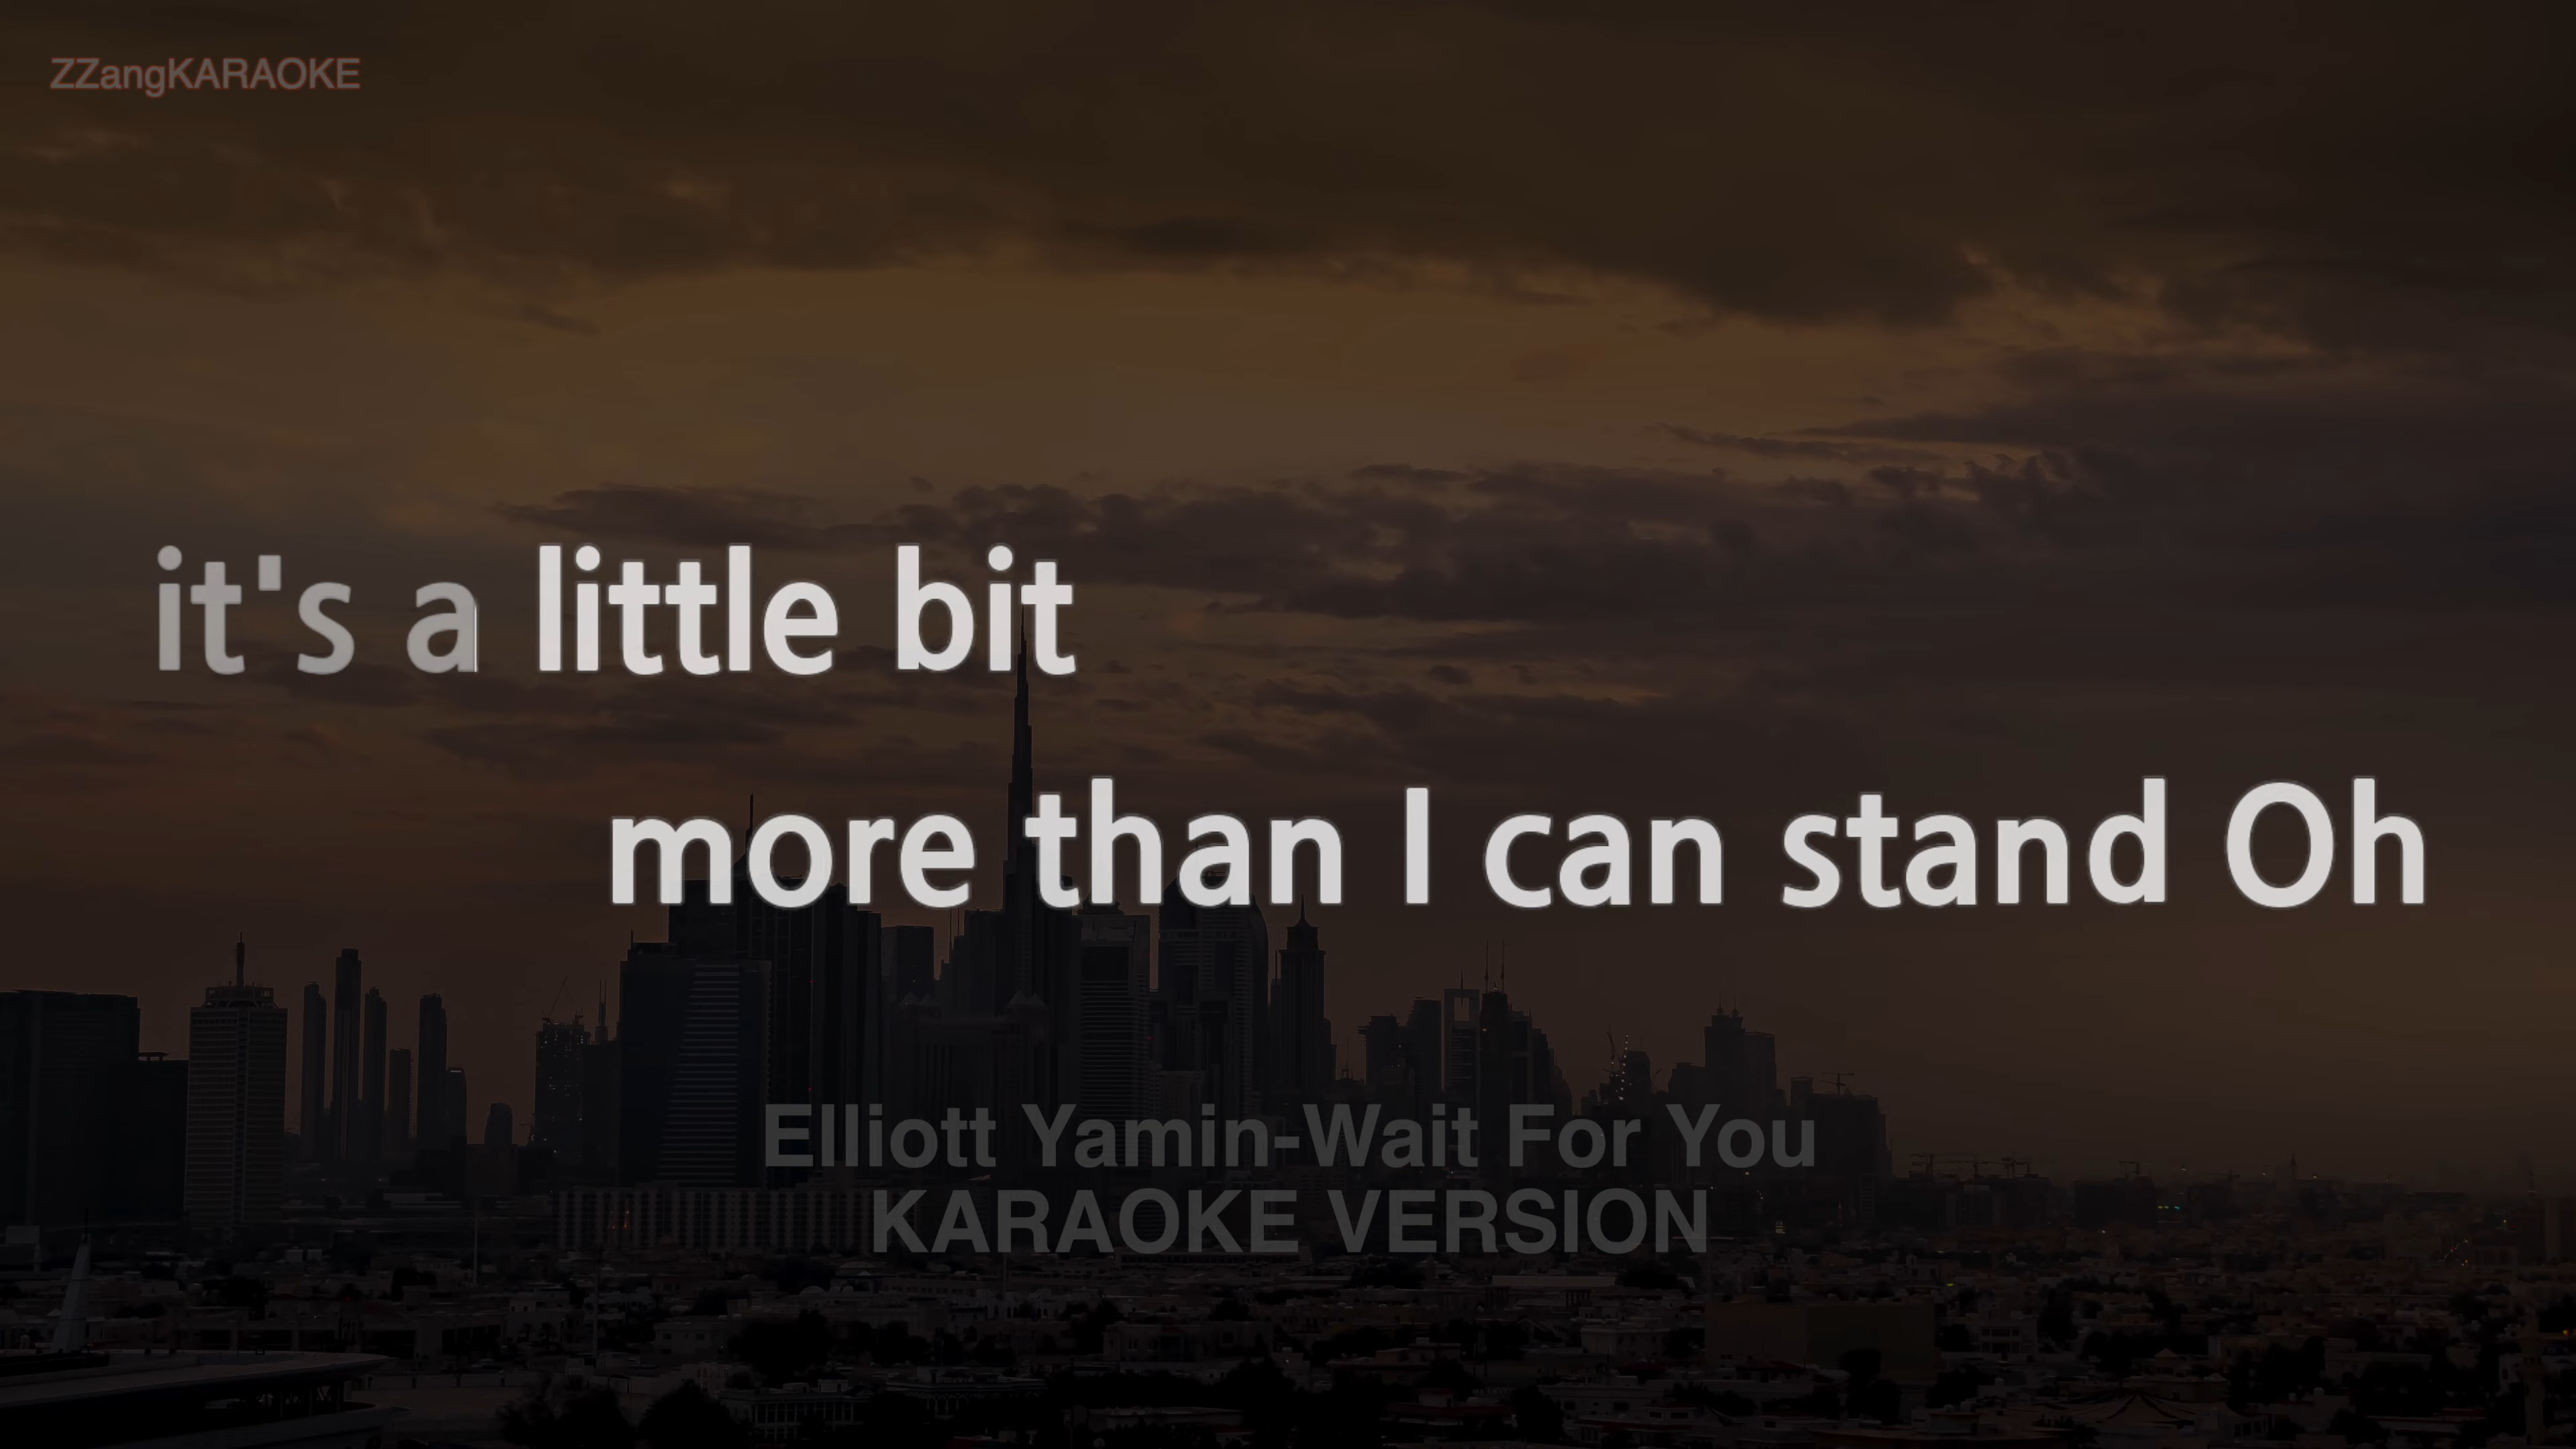 ZZangKARAOKE
it's a little bit
more than I can stand Oh
Elliott Yamin-Wait For You
KARAOKE VERSION